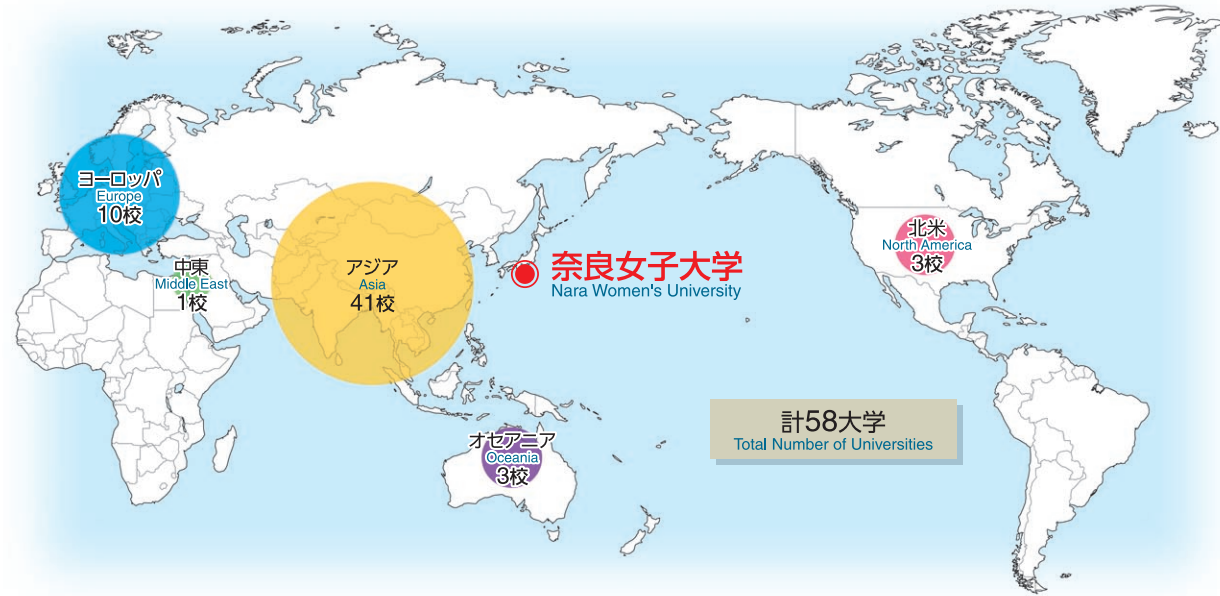 ヨーロッパ
Europe
10校
中東
Middle East
1校
アジア
Asia
41校
奈良女子大学
Nara Women's University
北米
North America
3校
オセアニア
Oceania
3校
計58大学
Total Number of Universities